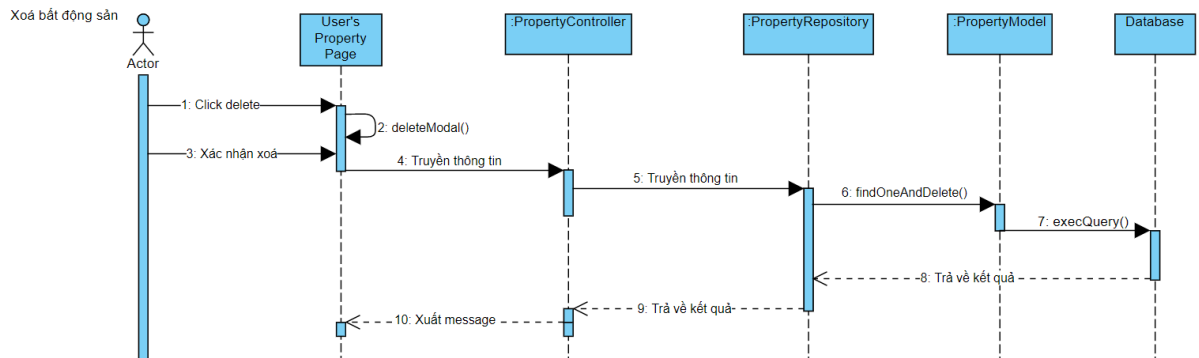 Xoá bất động sản
Actor
User's
Property
Page
:PropertyController
:PropertyRepository
:PropertyModel
Database
1: Click delete
2: deleteModal()
3: Xác nhận xoá
4: Truyền thông tin
5: Truyền thông tin
6: findOneAndDelete()
7: execQuery()
8: Trả về kết quả
9: Trả về kết quả
10: Xuất message